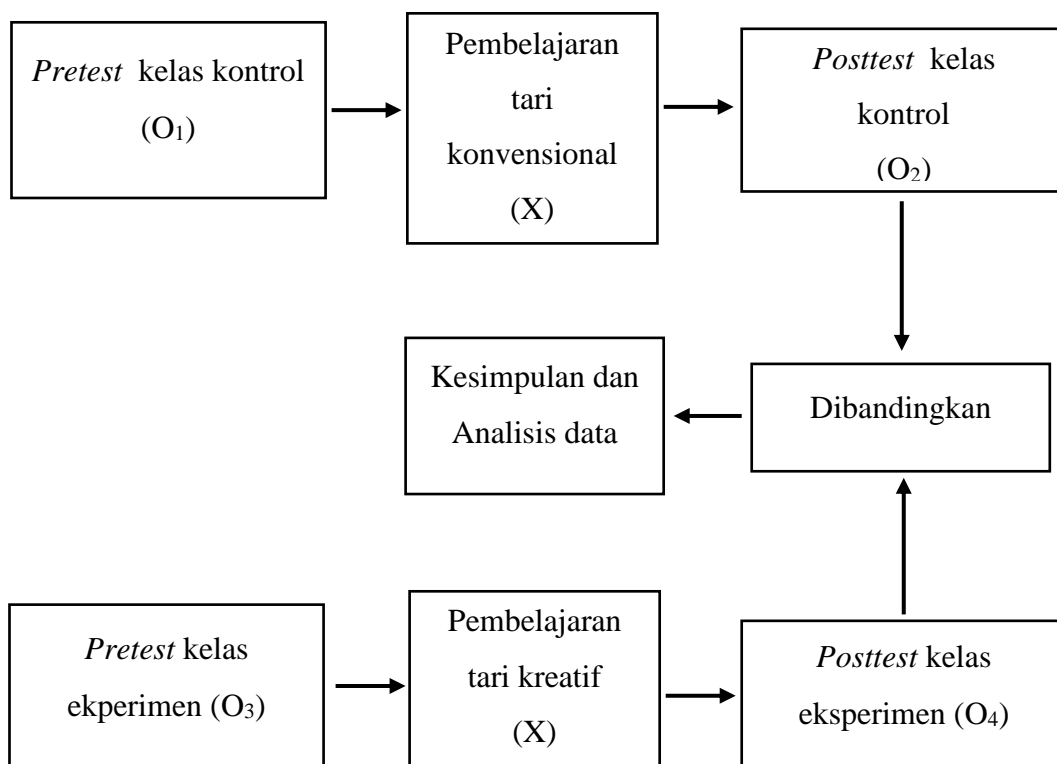 Pretest kelas kontrol
(O₁)
Pembelajaran
tari
konvensional
(X)
Posttest kelas
kontrol
(O₂)
Kesimpulan dan
Analisis data
Dibandingkan
Pretest kelas
ekperimen (O₃)
Pembelajaran
tari kreatif
(X)
Posttest kelas
eksperimen (O₄)